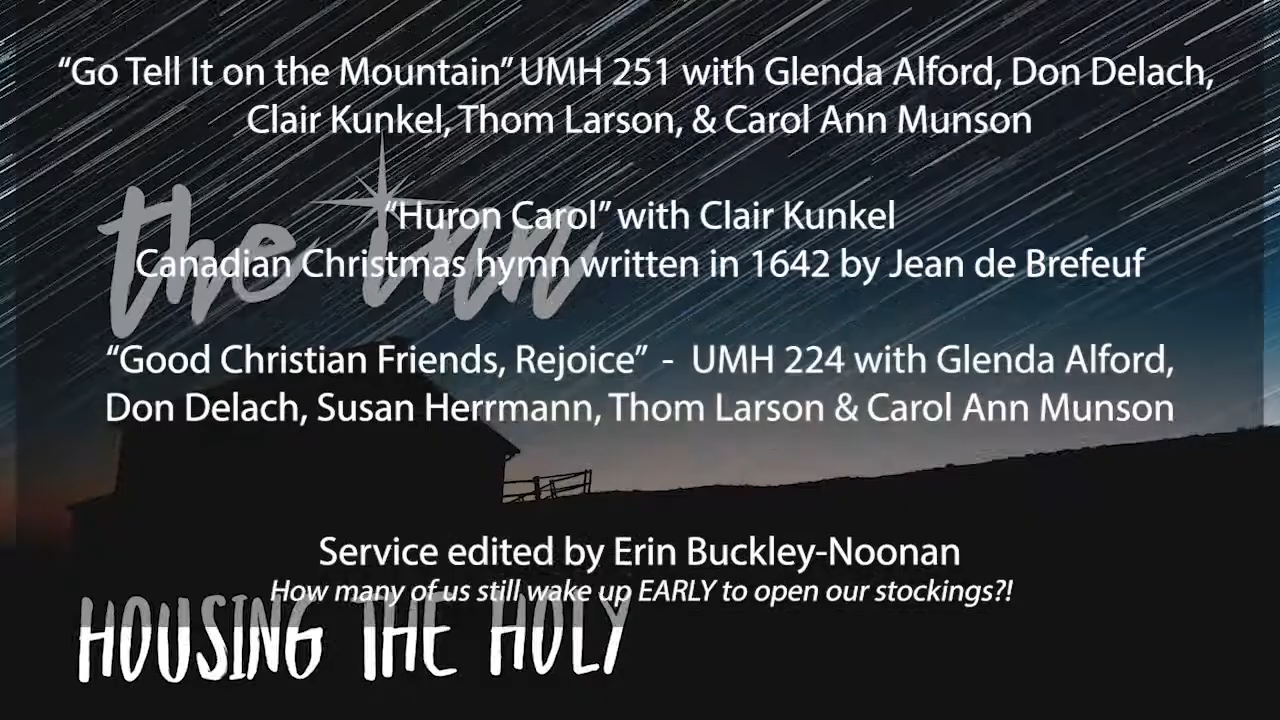 “Go Tell It on the Mountain” UMH 251 with Glenda Alford, Don Delach,
Clair Kunkel, Thom Larson, & Carol Ann Munson
the Inn
“Huron Carol” with Clair Kunkel
Canadian Christmas hymn written in 1642 by Jean de Brefeuf
“Good Christian Friends, Rejoice” - UMH 224 with Glenda Alford,
Don Delach, Susan Herrmann, Thom Larson & Carol Ann Munson
Service edited by Erin Buckley-Noonan
How many of us still wake up EARLY to open our stockings?!
HOUSING THE HOLY